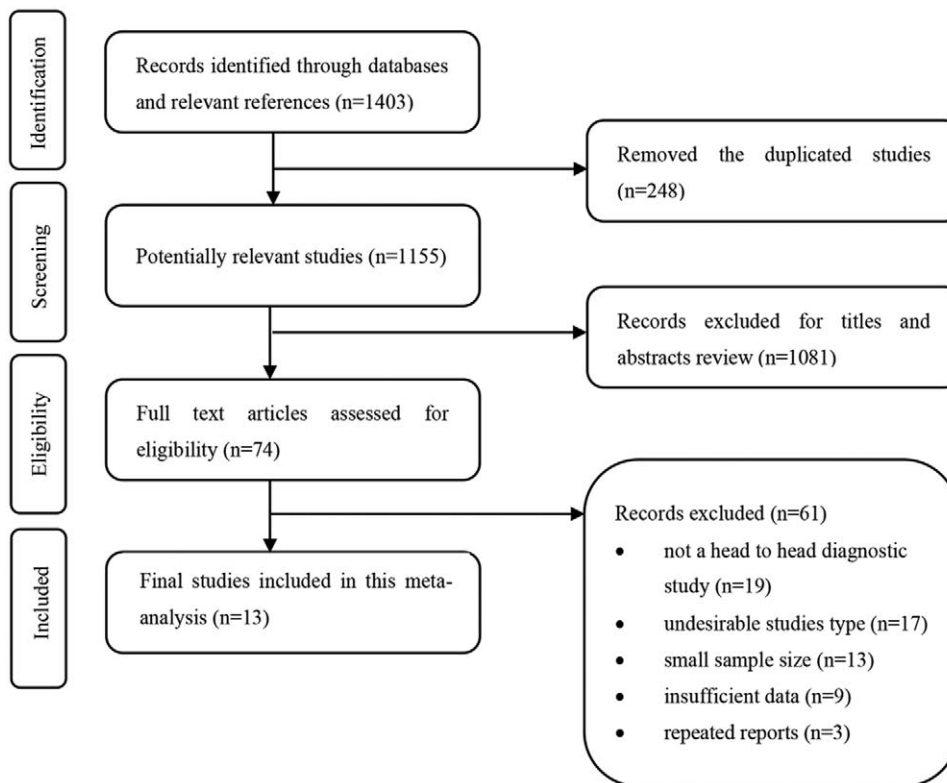 Identification
Records identified through databases
and relevant references (n=1403)
Removed the duplicated studies
(n=248)
Screening
Potentially relevant studies (n=1155)
Records excluded for titles and
abstracts review (n=1081)
Eligibility
Full text articles assessed for
eligibility (n=74)
Included
Final studies included in this meta-
analysis (n=13)
Records excluded (n=61)
• not a head to head diagnostic
study (n=19)
• undesirable studies type (n=17)
• small sample size (n=13)
• insufficient data (n=9)
• repeated reports (n=3)